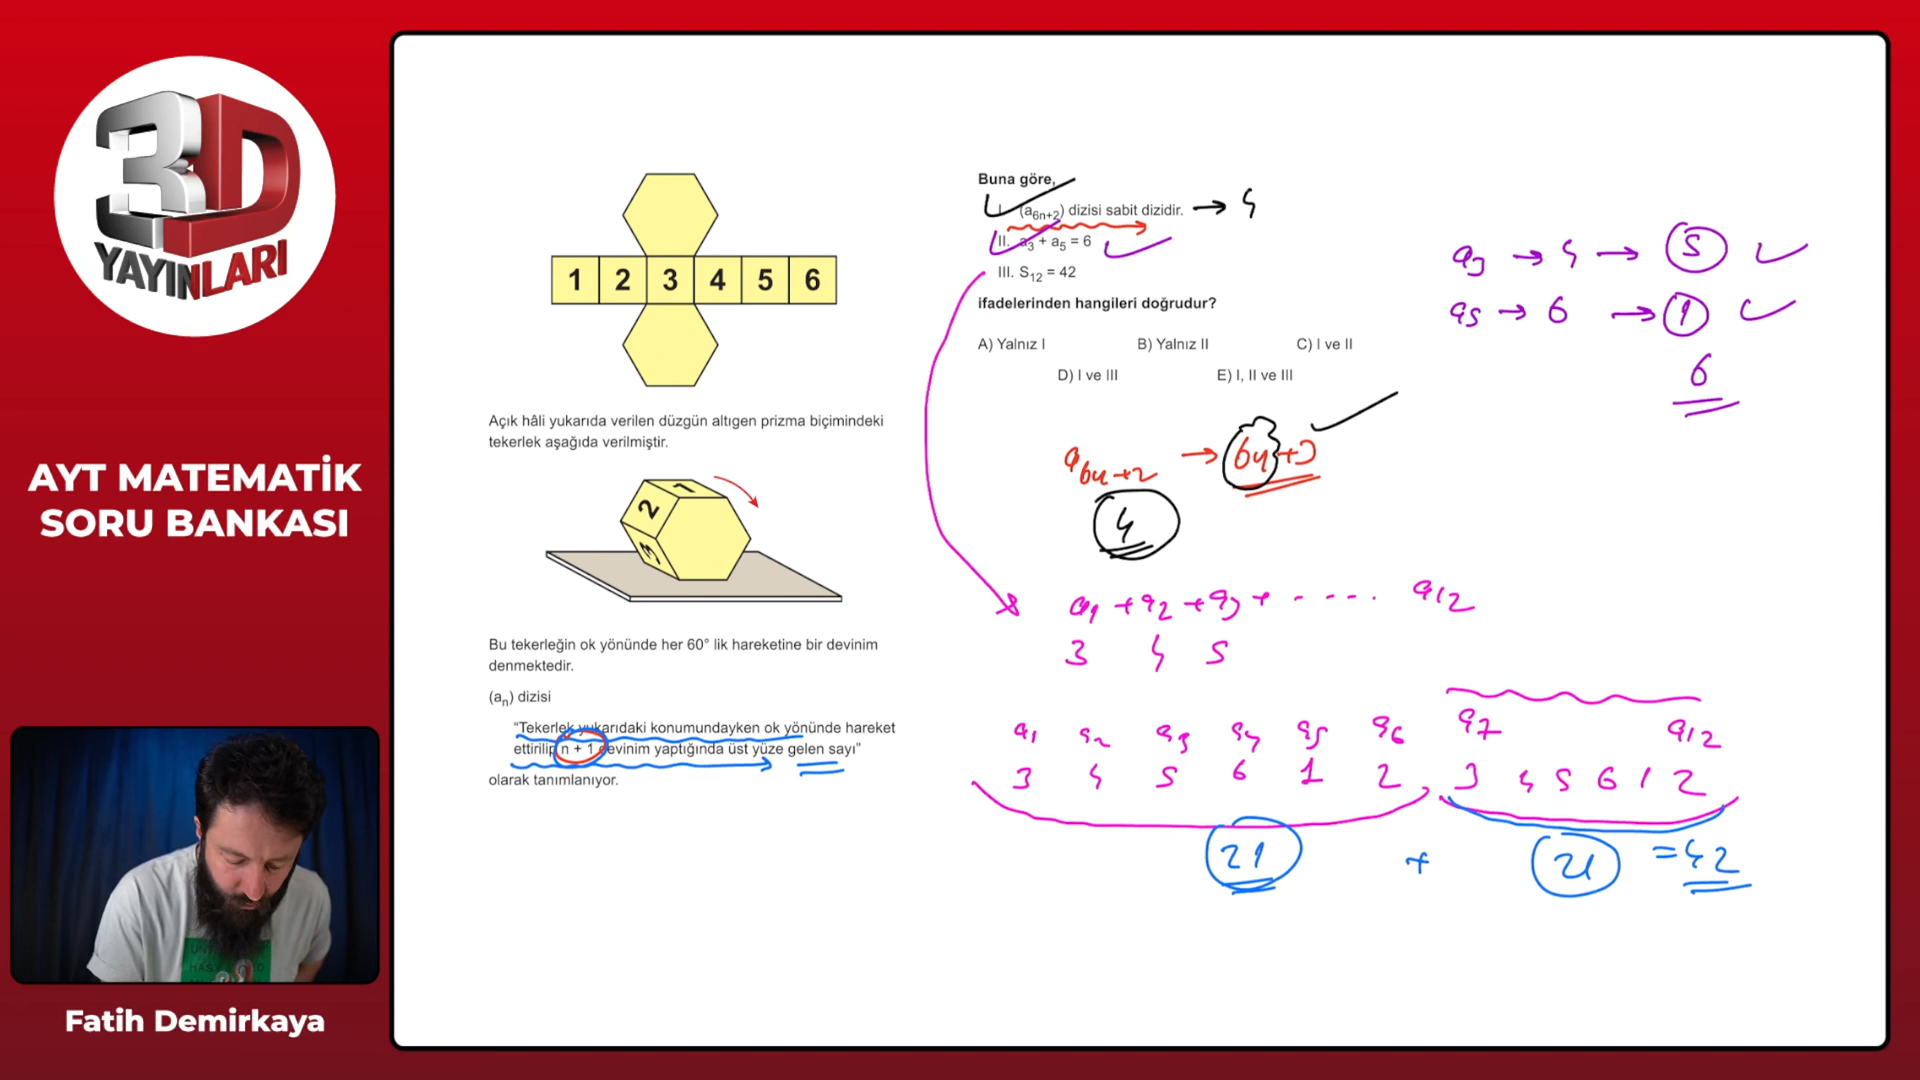 3D
YAYINLARI
AYT MATEMATİK
SORU BANKASI
Fatih Demirkaya
1 2 3 4 5 6
Açık hâli yukarıda verilen düzgün altıgen prizma biçimindeki
tekerlek aşağıda verilmiştir.
1
2
3
Bu tekerleğin ok yönünde her 60° lik hareketine bir devinim
denmektedir.
(aₙ) dizisi
“Tekerlek yukarıdaki konumundayken ok yönünde hareket
ettirilip n + 1 devinim yaptığında üst yüze gelen sayı”
olarak tanımlanıyor.
Buna göre,
I. (a₆ₙ₊₂) dizisi sabit dizidir. → 4
II. a₃ + a₅ = 6
III. S₁₂ = 42
ifadelerinden hangileri doğrudur?
A) Yalnız I B) Yalnız II C) I ve II
D) I ve III E) I, II ve III
a₃ → 4 → 5
a₅ → 6 → 1
6
a₆ₙ₊₂ → 6n+3
4
a₁ + a₂ + a₃ + ..... a₁₂
3 4 5
a₁ a₂ a₃ a₄ a₅ a₆ a₇ a₁₂
3 4 5 6 1 2 3 4 5 6 1 2
21 + 21 = 42